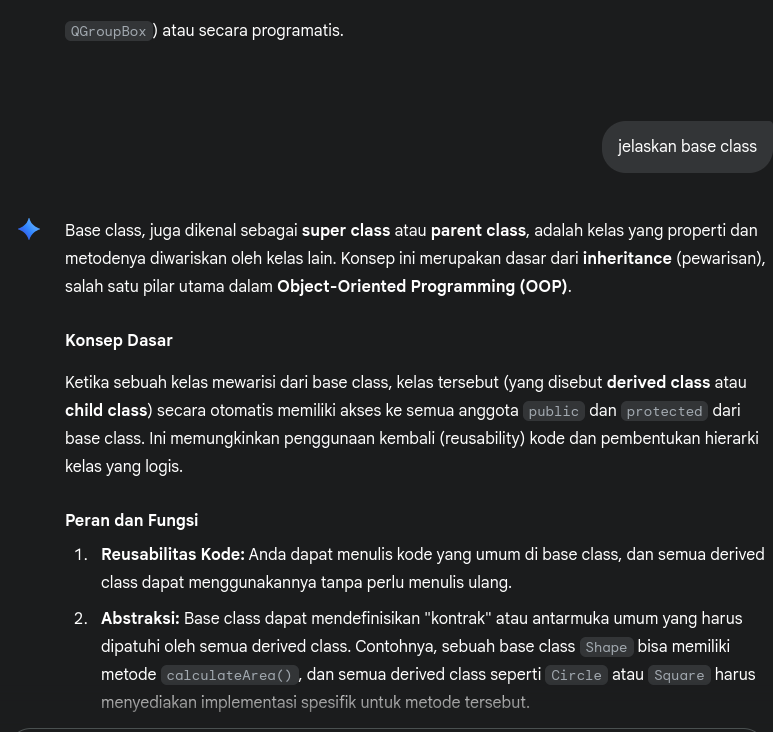 QGroupBox) atau secara programatis.
jelaskan base class
Base class, juga dikenal sebagai super class atau parent class, adalah kelas yang properti dan
metodenya diwariskan oleh kelas lain. Konsep ini merupakan dasar dari inheritance (pewarisan),
salah satu pilar utama dalam Object-Oriented Programming (OOP).
Konsep Dasar
Ketika sebuah kelas mewarisi dari base class, kelas tersebut (yang disebut derived class atau
child class) secara otomatis memiliki akses ke semua anggota public dan protected dari
base class. Ini memungkinkan penggunaan kembali (reusability) kode dan pembentukan hierarki
kelas yang logis.
Peran dan Fungsi
1. Reusabilitas Kode: Anda dapat menulis kode yang umum di base class, dan semua derived
class dapat menggunakannya tanpa perlu menulis ulang.
2. Abstraksi: Base class dapat mendefinisikan "kontrak" atau antarmuka umum yang harus
dipatuhi oleh semua derived class. Contohnya, sebuah base class Shape bisa memiliki
metode calculateArea(), dan semua derived class seperti Circle atau Square harus
menyediakan implementasi spesifik untuk metode tersebut.